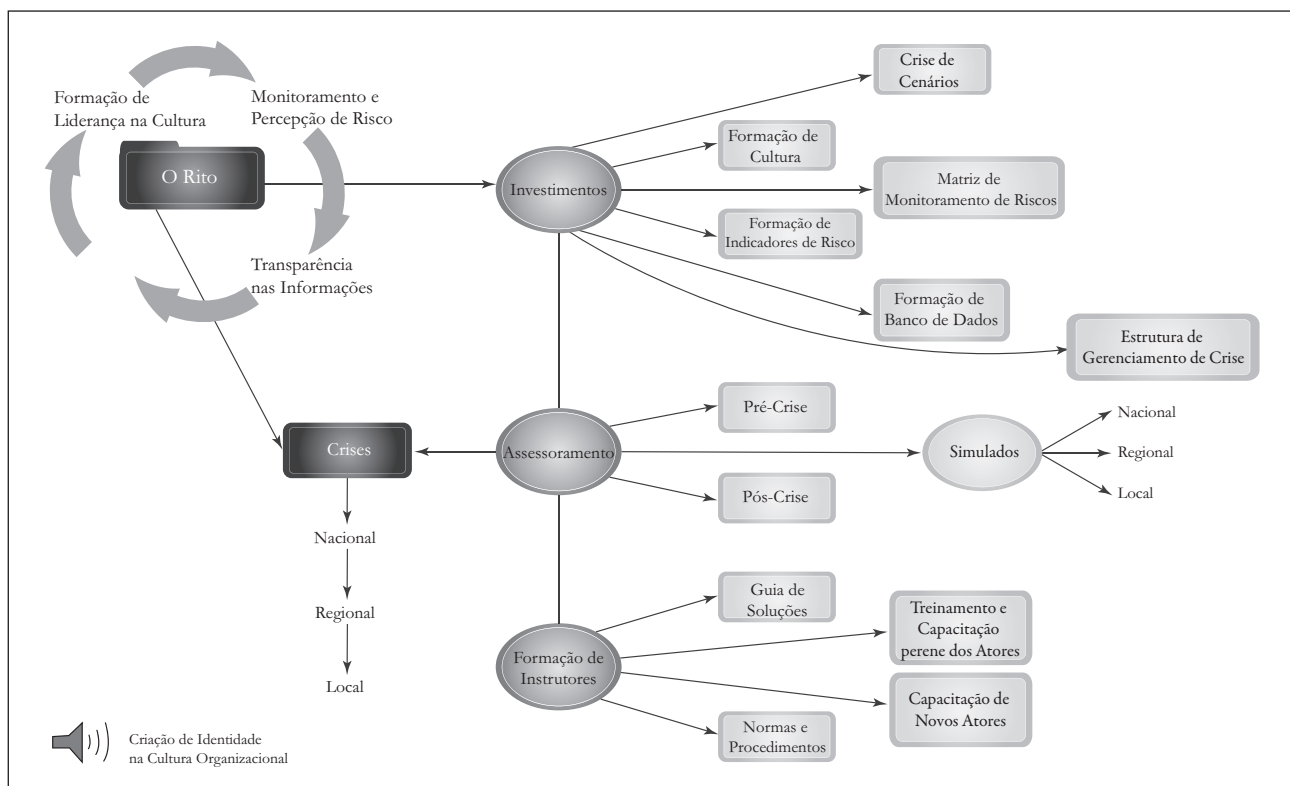 Formação de
Liderança na Cultura
Monitoramento e
Percepção de Risco
O Rito
Transparência
nas Informações
Investimentos
Crise de
Cenários
Formação de
Cultura
Matriz de
Monitoramento de Riscos
Formação de
Indicadores de Risco
Formação de
Banco de Dados
Estrutura de
Gerenciamento de Crise
Crises
Nacional
Regional
Local
Assessoramento
Pré-Crise
Pós-Crise
Simulados
Nacional
Regional
Local
Formação de
Instrutores
Guia de
Soluções
Treinamento e
Capacitação
perene dos Atores
Capacitação de
Novos Atores
Normas e
Procedimentos
Criação de Identidade
na Cultura Organizacional